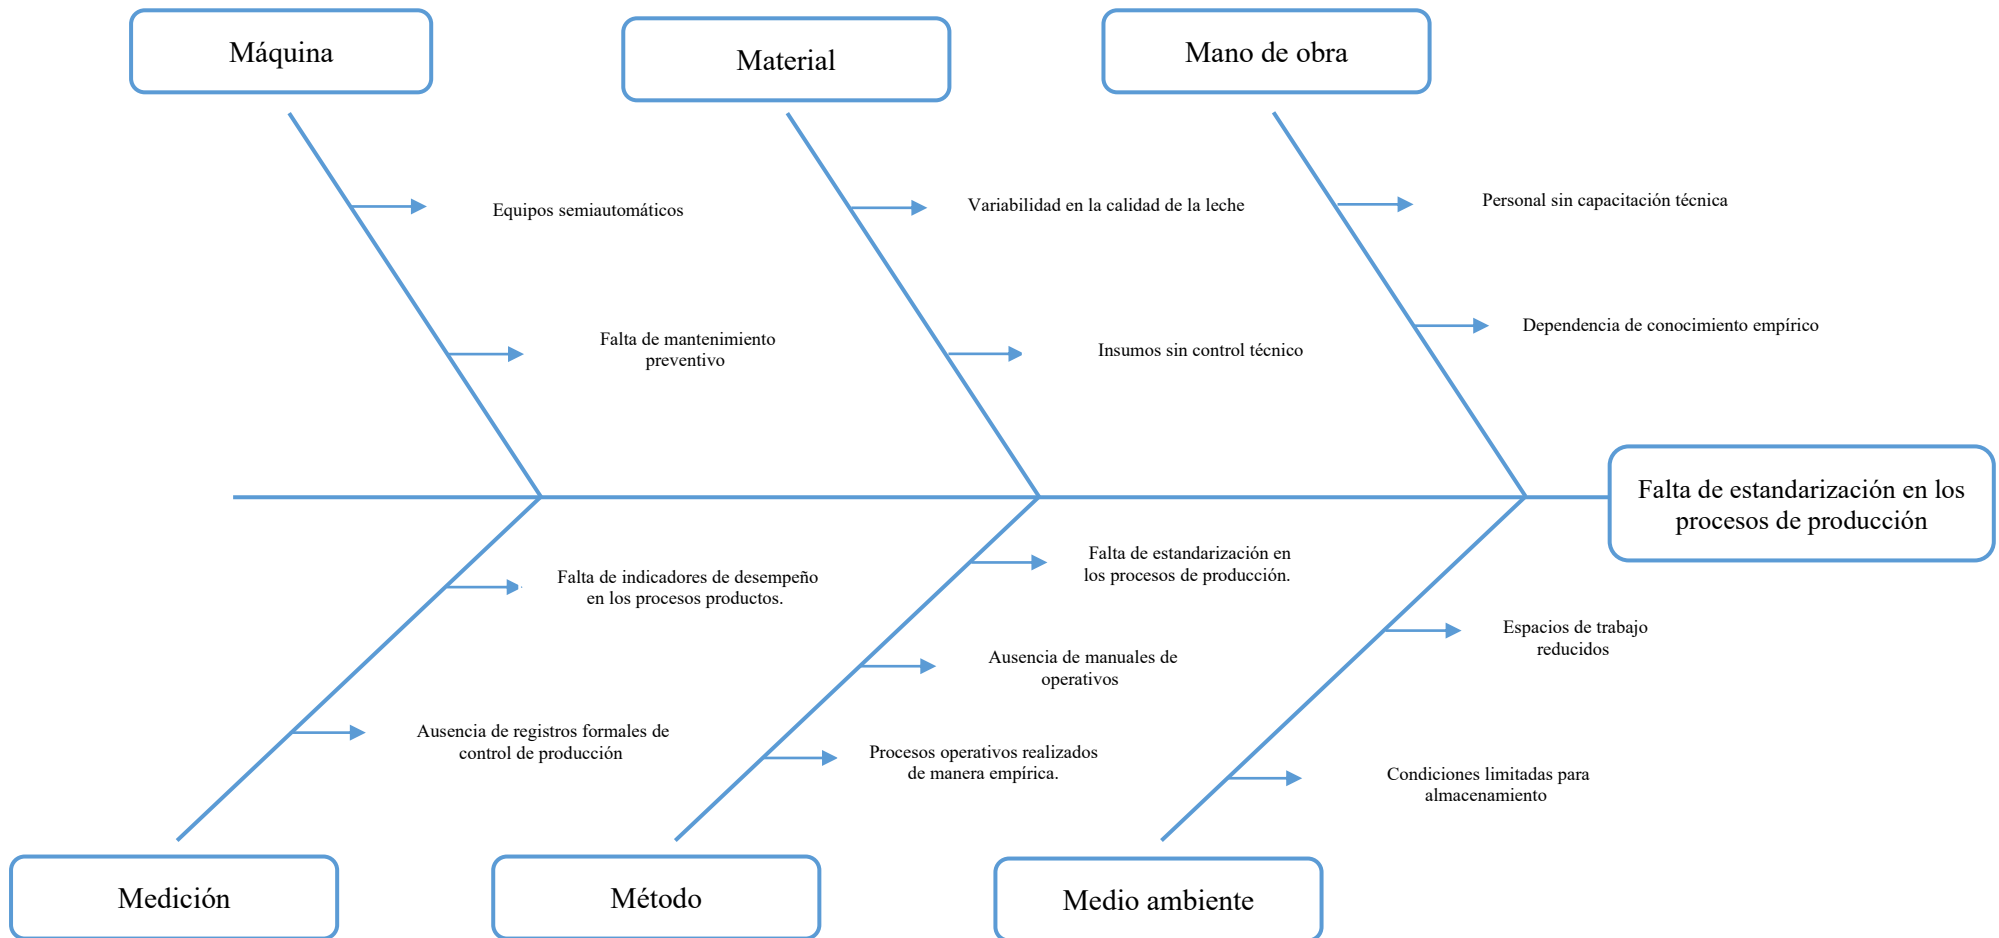 Máquina
Material
Mano de obra
Equipos semiautomáticos
Variabilidad en la calidad de la leche
Personal sin capacitación técnica
Falta de mantenimiento
preventivo
Insumos sin control técnico
Dependencia de conocimiento empírico
Falta de estandarización en los
procesos de producción
Falta de indicadores de desempeño
en los procesos productos.
Falta de estandarización en
los procesos de producción.
Espacios de trabajo
reducidos
Ausencia de manuales de
operativos
Ausencia de registros formales de
control de producción
Procesos operativos realizados
de manera empírica.
Condiciones limitadas para
almacenamiento
Medición
Método
Medio ambiente